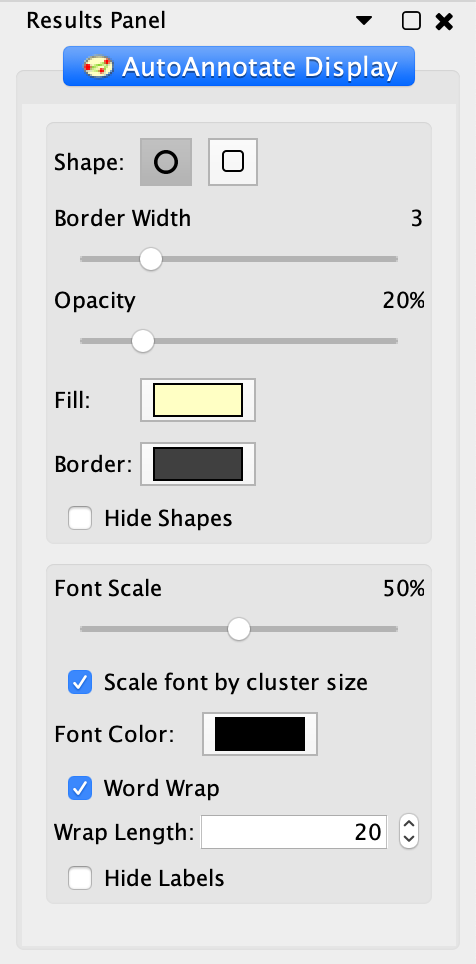 Results Panel
AutoAnnotate Display
Shape:
Border Width 3
Opacity 20%
Fill:
Border:
Hide Shapes
Font Scale 50%
Scale font by cluster size
Font Color:
Word Wrap
Wrap Length: 20
Hide Labels